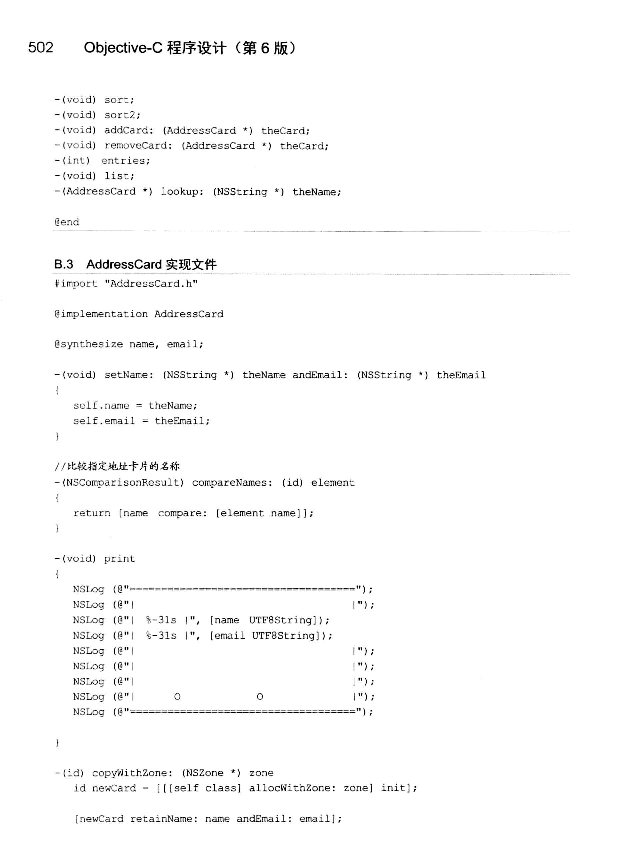 502 Objective-C 程序设计（第 6 版）
-(void) sort;
-(void) sort2;
-(void) addCard: (AddressCard *) theCard;
-(void) removeCard: (AddressCard *) theCard;
-(int) entries;
-(void) list;
-(AddressCard *) lookup: (NSString *) theName;
@end
B.3 AddressCard 实现文件
#import "AddressCard.h"
@implementation AddressCard
@synthesize name, email;
-(void) setName: (NSString *) theName andEmail: (NSString *) theEmail
{
self.name = theName;
self.email = theEmail;
}
//比较指定地址卡片的名称
-(NSComparisonResult) compareNames: (id) element
{
return [name compare: [element name]];
}
-(void) print
{
NSLog (@"====================================");
NSLog (@"|                                  |");
NSLog (@"| %-31s |", [name UTF8String]);
NSLog (@"| %-31s |", [email UTF8String]);
NSLog (@"|                                  |");
NSLog (@"|                                  |");
NSLog (@"|                                  |");
NSLog (@"|      O            O              |");
NSLog (@"====================================");
}
-(id) copyWithZone: (NSZone *) zone
id newCard = [[[self class] allocWithZone: zone] init];
[newCard retainName: name andEmail: email];